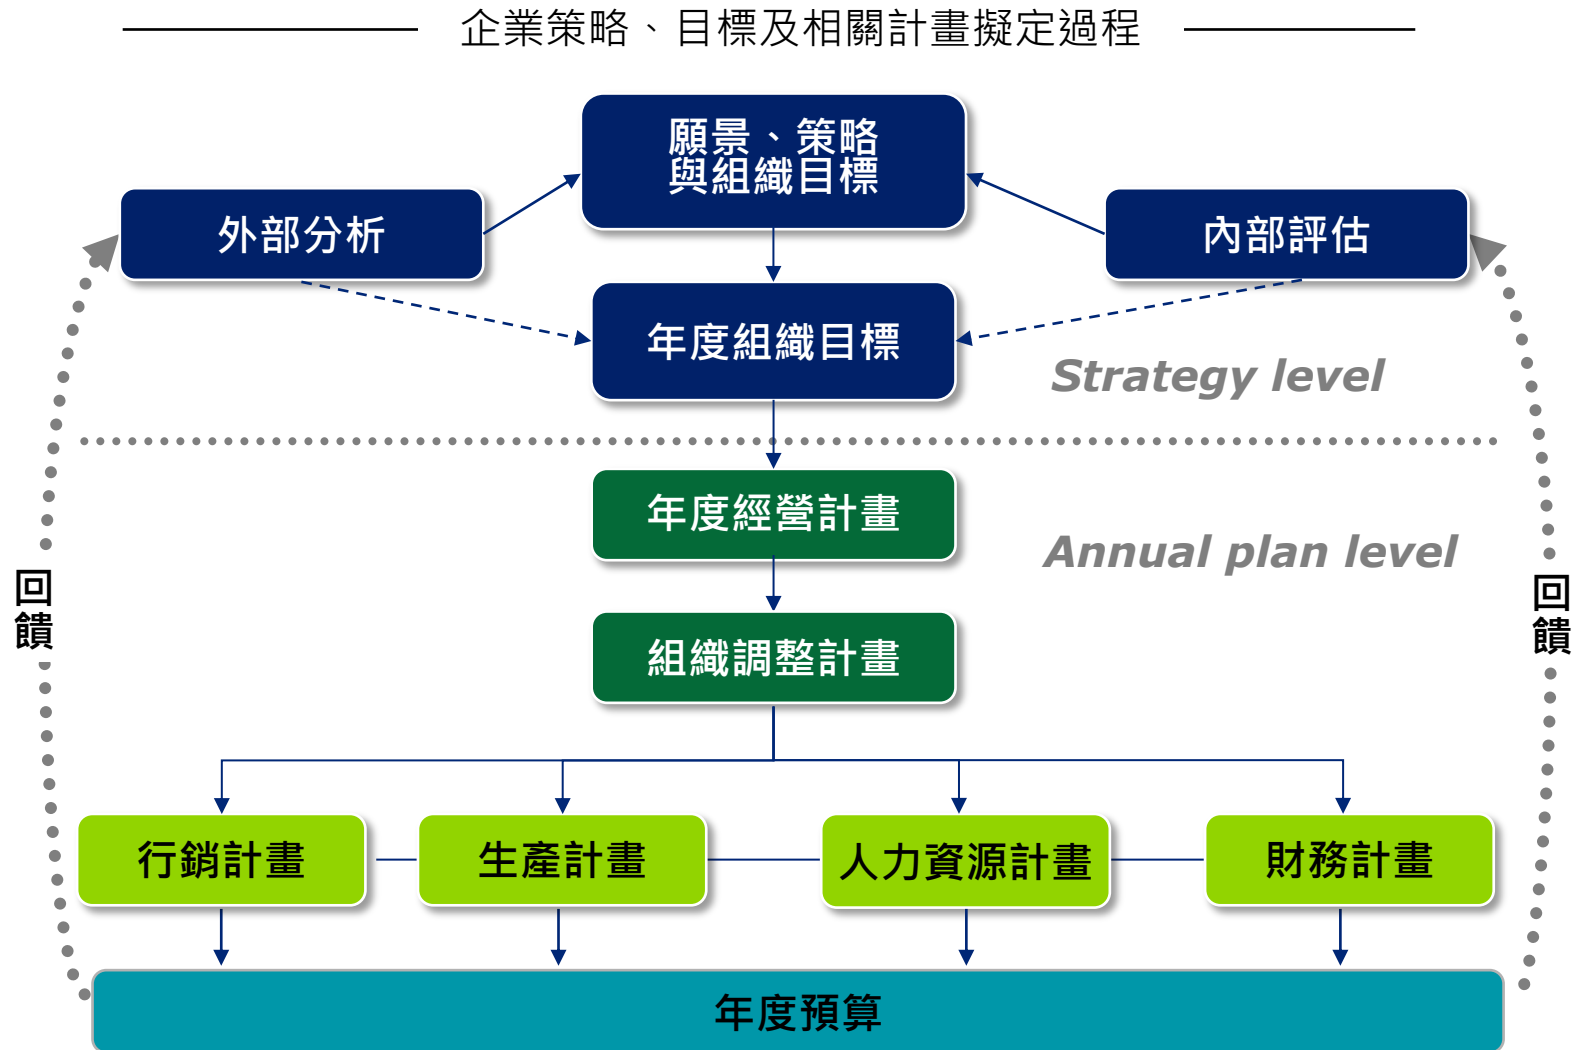 企業策略、目標及相關計畫擬定過程
願景、策略
與組織目標
外部分析
內部評估
年度組織目標
Strategy level
年度經營計畫
Annual plan level
回饋
回饋
組織調整計畫
行銷計畫
生產計畫
人力資源計畫
財務計畫
年度預算